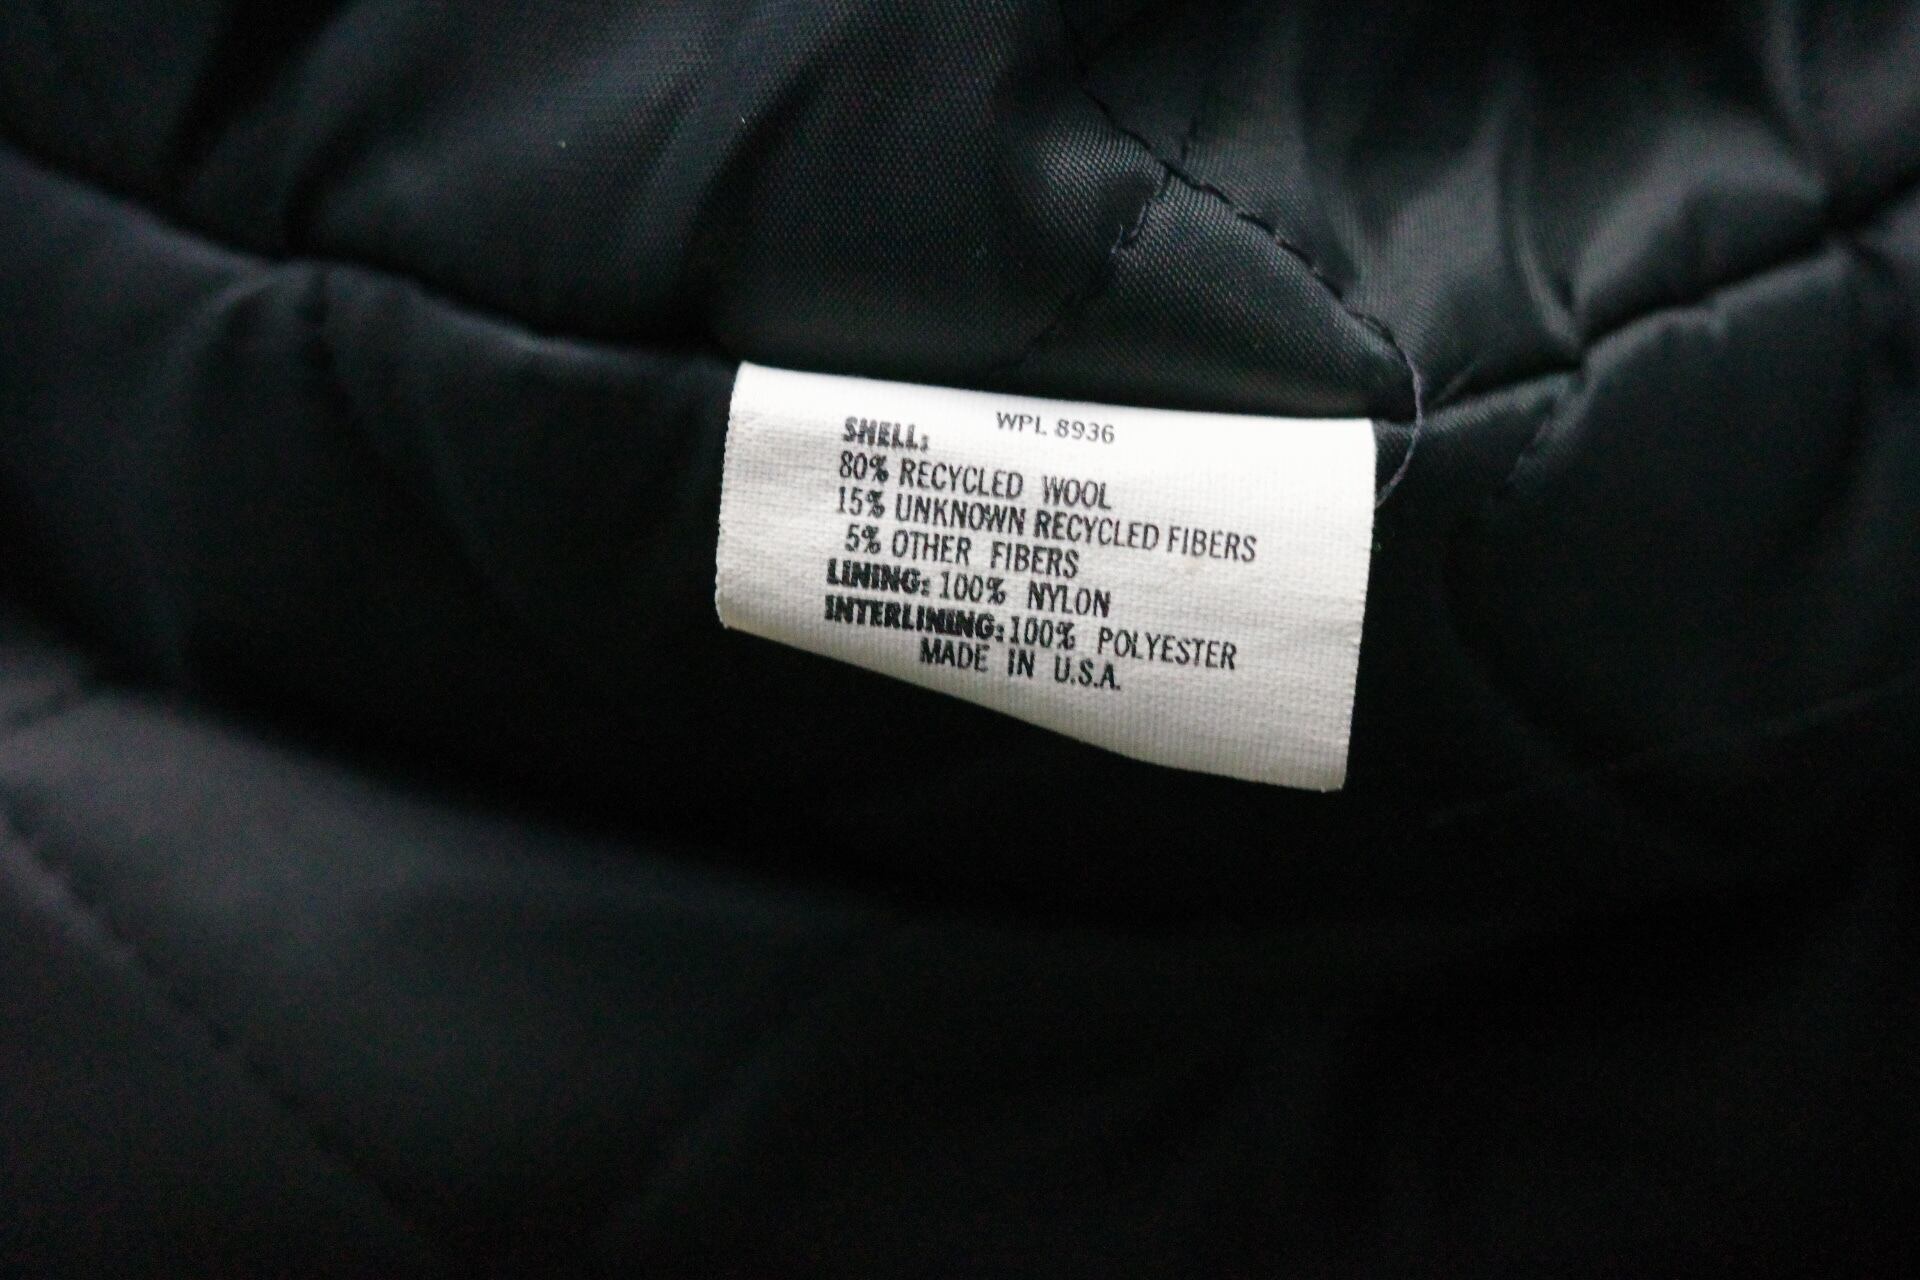 WPL 8936
SHELL:
80% RECYCLED WOOL
15% UNKNOWN RECYCLED FIBERS
5% OTHER FIBERS
LINING: 100% NYLON
INTERLINING: 100% POLYESTER
MADE IN U.S.A.